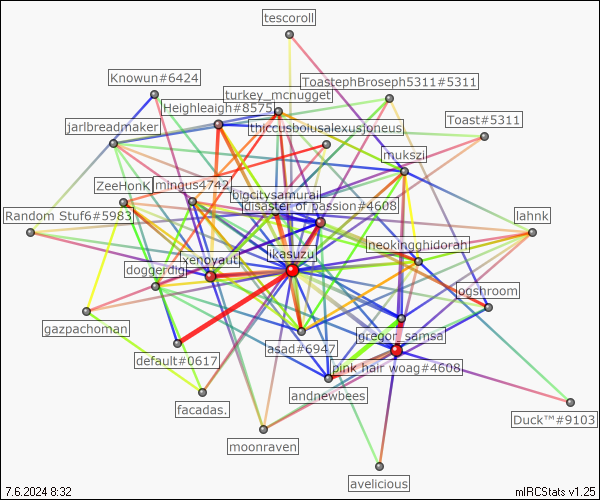 tescoroll
Knowun#6424
ToastephBroseph5311#5311
turkey_mcnugget
Heighleigh#8575
Toast#5311
jarlbreadmaker
thiccusboiusalexusjoneus
mukszi
ZeeHonK
mingus4742
bigcitysamurai
disaster of passion#4608
Random Stuf6#5983
lahnk
neokingghidorah
ikasuzu
xenoyaut
doggerdig
ogshroom
gazpachoman
gregor_samsa
asad#6947
default#0617
pink hair woag#4608
andnewbees
facadas.
Duck™#9103
moonraven
avelicious
7.6.2024 8:32
mIRCStats v1.25